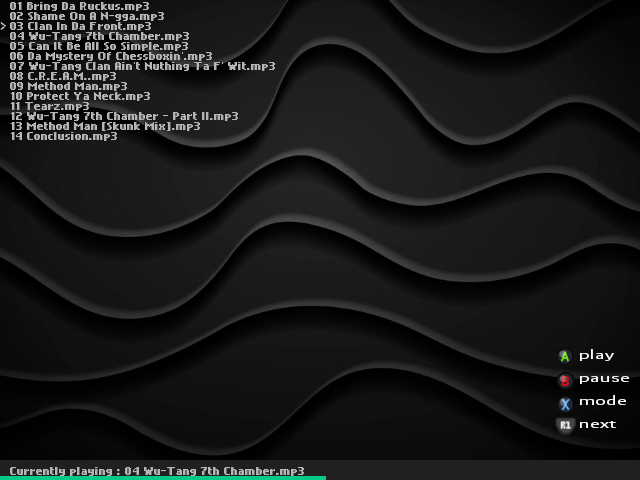 01 Bring Da Ruckus.mp3
02 Shame On A N-gga.mp3
> 03 Clan In Da Front.mp3
04 Wu-Tang 7th Chamber.mp3
05 Can It Be All So Simple.mp3
06 Da Mystery Of Chessboxin'.mp3
07 Wu-Tang Clan Ain't Nuthing Ta F' Wit.mp3
08 C.R.E.A.M..mp3
09 Method Man.mp3
10 Protect Ya Neck.mp3
11 Tearz.mp3
12 Wu-Tang 7th Chamber - Part II.mp3
13 Method Man [Skunk Mix].mp3
14 Conclusion.mp3
A play
B pause
X mode
R1 next
Currently playing : 04 Wu-Tang 7th Chamber.mp3